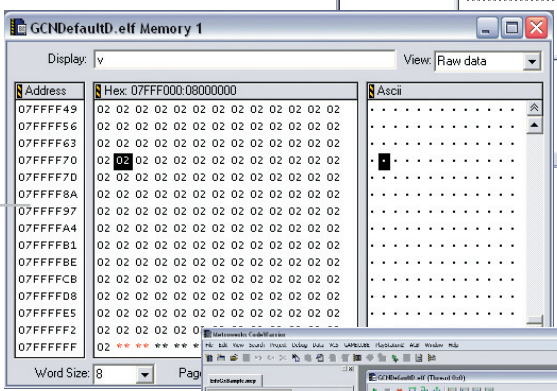 GCNDefaultD.elf Memory 1
Display: v View: Raw data
Address Hex: 07FFF000:08000000 Ascii
07FFFF49 02 02 02 02 02 02 02 02 02 02 02 02 02 . . . . . . . . . . . . .
07FFFF56 02 02 02 02 02 02 02 02 02 02 02 02 02 . . . . . . . . . . . . .
07FFFF63 02 02 02 02 02 02 02 02 02 02 02 02 02 . . . . . . . . . . . . .
07FFFF70 02 02 02 02 02 02 02 02 02 02 02 02 02 . . . . . . . . . . . . .
07FFFF7D 02 02 02 02 02 02 02 02 02 02 02 02 02 . . . . . . . . . . . . .
07FFFF8A 02 02 02 02 02 02 02 02 02 02 02 02 02 . . . . . . . . . . . . .
07FFFF97 02 02 02 02 02 02 02 02 02 02 02 02 02 . . . . . . . . . . . . .
07FFFFA4 02 02 02 02 02 02 02 02 02 02 02 02 02 . . . . . . . . . . . . .
07FFFFB1 02 02 02 02 02 02 02 02 02 02 02 02 02 . . . . . . . . . . . . .
07FFFFBE 02 02 02 02 02 02 02 02 02 02 02 02 02 . . . . . . . . . . . . .
07FFFFCB 02 02 02 02 02 02 02 02 02 02 02 02 02 . . . . . . . . . . . . .
07FFFFD8 02 02 02 02 02 02 02 02 02 02 02 02 02 . . . . . . . . . . . . .
07FFFFE5 02 02 02 02 02 02 02 02 02 02 02 02 02 . . . . . . . . . . . . .
07FFFFF2 02 02 02 02 02
07FFFFFF 02 ** ** ** **
Word Size: 8 Pag
Metrowerks CodeWarrior
File Edit View Search Project Debug Data VCS GAMECUBE PlayStation2 Window Help
GCNDefaultD.elf (Thread 0x0)